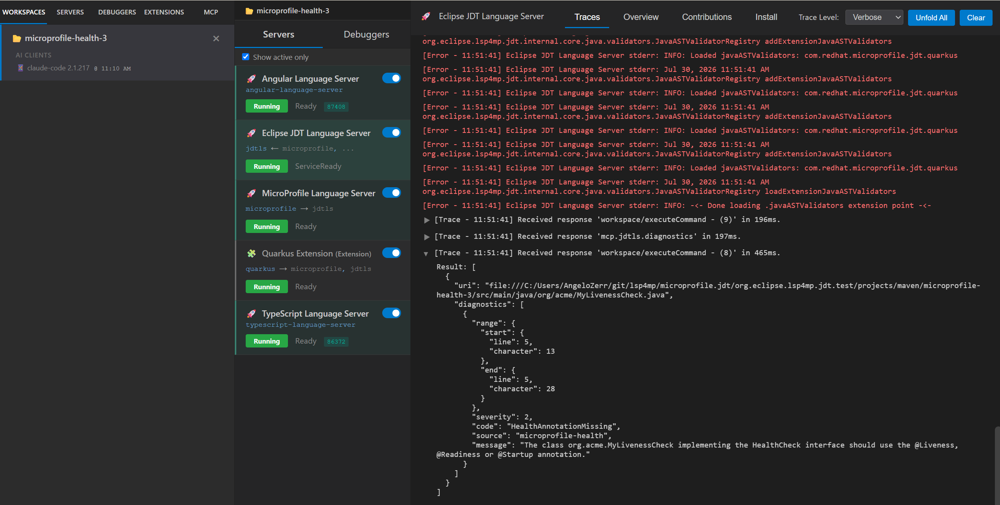 WORKSPACES SERVERS DEBUGGERS EXTENSIONS MCP
microprofile-health-3
AI CLIENTS
claude-code 2.1.217 @ 11:10 AM
microprofile-health-3
Servers Debuggers
Show active only
Angular Language Server
angular-language-server
Running Ready 87408
Eclipse JDT Language Server
jdtls ← microprofile, ...
Running ServiceReady
MicroProfile Language Server
microprofile → jdtls
Running Ready
Quarkus Extension (Extension)
quarkus → microprofile, jdtls
Running Ready
TypeScript Language Server
typescript-language-server
Running Ready 86372
Eclipse JDT Language Server Traces Overview Contributions Install Trace Level: Verbose Unfold All Clear
org.eclipse.lsp4mp.jdt.internal.core.java.validators.JavaASTValidatorRegistry addExtensionJavaASTValidators
[Error - 11:51:41] Eclipse JDT Language Server stderr: INFO: Loaded javaASTValidators: com.redhat.microprofile.jdt.quarkus
[Error - 11:51:41] Eclipse JDT Language Server stderr: Jul 30, 2026 11:51:41 AM
org.eclipse.lsp4mp.jdt.internal.core.java.validators.JavaASTValidatorRegistry addExtensionJavaASTValidators
[Error - 11:51:41] Eclipse JDT Language Server stderr: INFO: Loaded javaASTValidators: com.redhat.microprofile.jdt.quarkus
[Error - 11:51:41] Eclipse JDT Language Server stderr: Jul 30, 2026 11:51:41 AM
org.eclipse.lsp4mp.jdt.internal.core.java.validators.JavaASTValidatorRegistry addExtensionJavaASTValidators
[Error - 11:51:41] Eclipse JDT Language Server stderr: INFO: Loaded javaASTValidators: com.redhat.microprofile.jdt.quarkus
[Error - 11:51:41] Eclipse JDT Language Server stderr: Jul 30, 2026 11:51:41 AM
org.eclipse.lsp4mp.jdt.internal.core.java.validators.JavaASTValidatorRegistry addExtensionJavaASTValidators
[Error - 11:51:41] Eclipse JDT Language Server stderr: INFO: Loaded javaASTValidators: com.redhat.microprofile.jdt.quarkus
[Error - 11:51:41] Eclipse JDT Language Server stderr: Jul 30, 2026 11:51:41 AM
org.eclipse.lsp4mp.jdt.internal.core.java.validators.JavaASTValidatorRegistry loadExtensionJavaASTValidators
[Error - 11:51:41] Eclipse JDT Language Server stderr: INFO: -<- Done loading .javaASTValidators extension point -<-
[Trace - 11:51:41] Received response 'workspace/executeCommand - (9)' in 196ms.
[Trace - 11:51:41] Received response 'mcp.jdtls.diagnostics' in 197ms.
[Trace - 11:51:41] Received response 'workspace/executeCommand - (8)' in 465ms.
Result: [
{
"uri": "file:///C:/Users/AngeloZerr/git/lsp4mp/microprofile.jdt/org.eclipse.lsp4mp.jdt.test/projects/maven/microprofile-
health-3/src/main/java/org/acme/MyLivenessCheck.java",
"diagnostics": [
{
"range": {
"start": {
"line": 5,
"character": 13
},
"end": {
"line": 5,
"character": 28
}
},
"severity": 2,
"code": "HealthAnnotationMissing",
"source": "microprofile-health",
"message": "The class org.acme.MyLivenessCheck implementing the HealthCheck interface should use the @Liveness,
@Readiness or @Startup annotation."
}
]
}
]